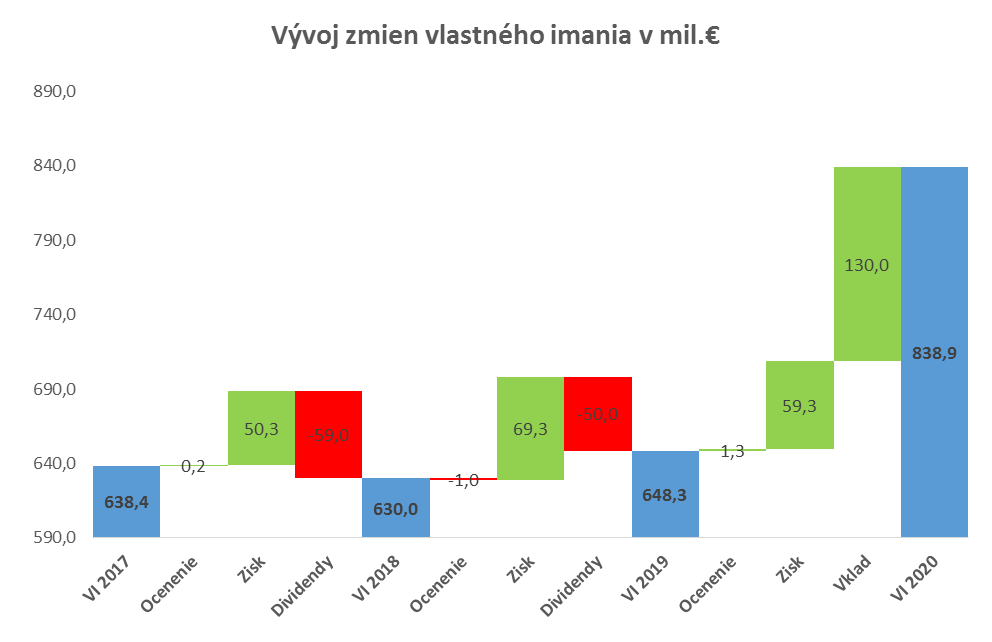 Vývoj zmien vlastného imania v mil.€
890,0
840,0
790,0
740,0
690,0
640,0
590,0
638,4
0,2
50,3
-59,0
630,0
-1,0
69,3
-50,0
648,3
1,3
59,3
130,0
838,9
VI 2017
Ocenenie
Zisk
Dividendy
VI 2018
Ocenenie
Zisk
Dividendy
VI 2019
Ocenenie
Zisk
Vklad
VI 2020